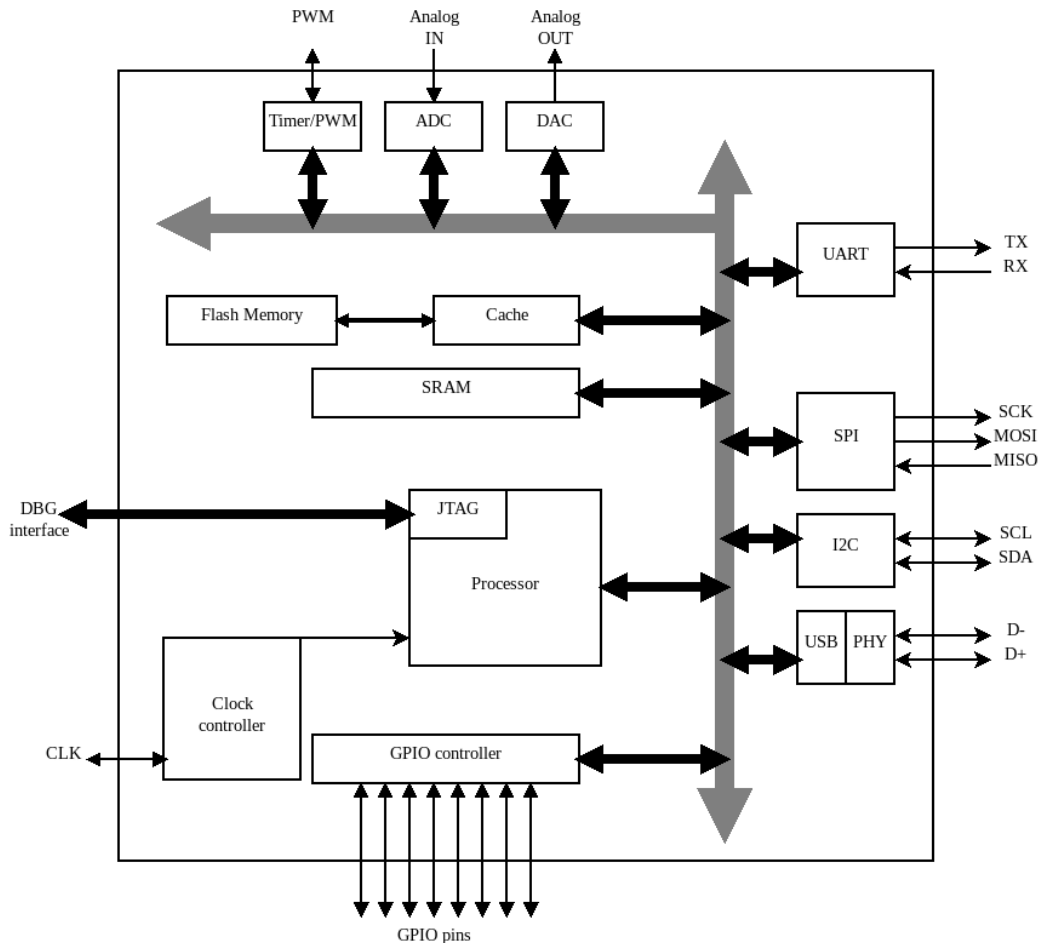 PWM
Analog
IN
Analog
OUT
Timer/PWM
ADC
DAC
UART
TX
RX
Flash Memory
Cache
SRAM
SPI
SCK
MOSI
MISO
DBG
interface
JTAG
Processor
I2C
SCL
SDA
USB
PHY
D-
D+
Clock
controller
CLK
GPIO controller
GPIO pins